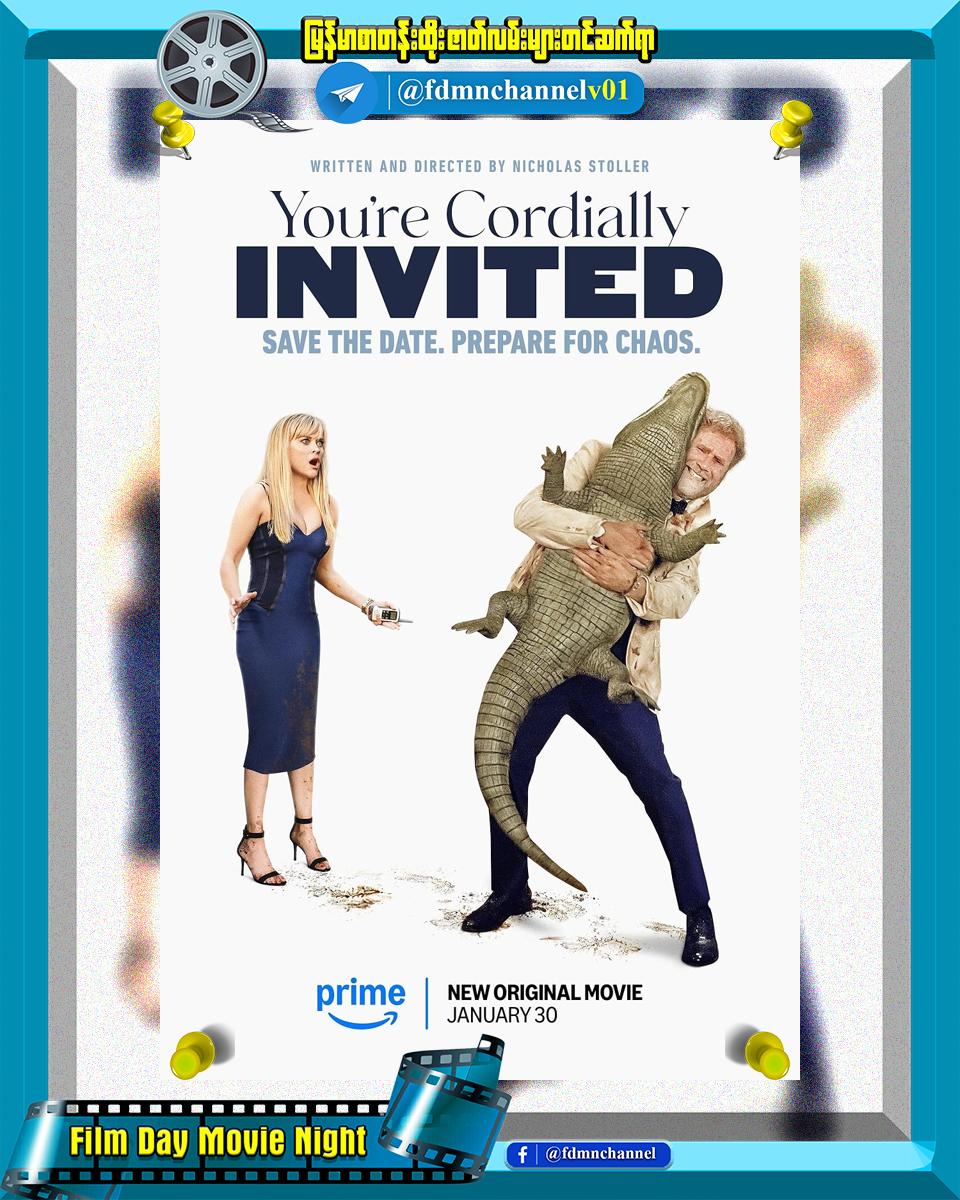 မြန်မာစာတန်းထိုးဇာတ်လမ်းများတင်ဆက်ရာ
@fdmnchannelv01
WRITTEN AND DIRECTED BY NICHOLAS STOLLER
You're Cordially
INVITED
SAVE THE DATE. PREPARE FOR CHAOS.
prime
NEW ORIGINAL MOVIE
JANUARY 30
Film Day Movie Night
f
@fdmnchannel